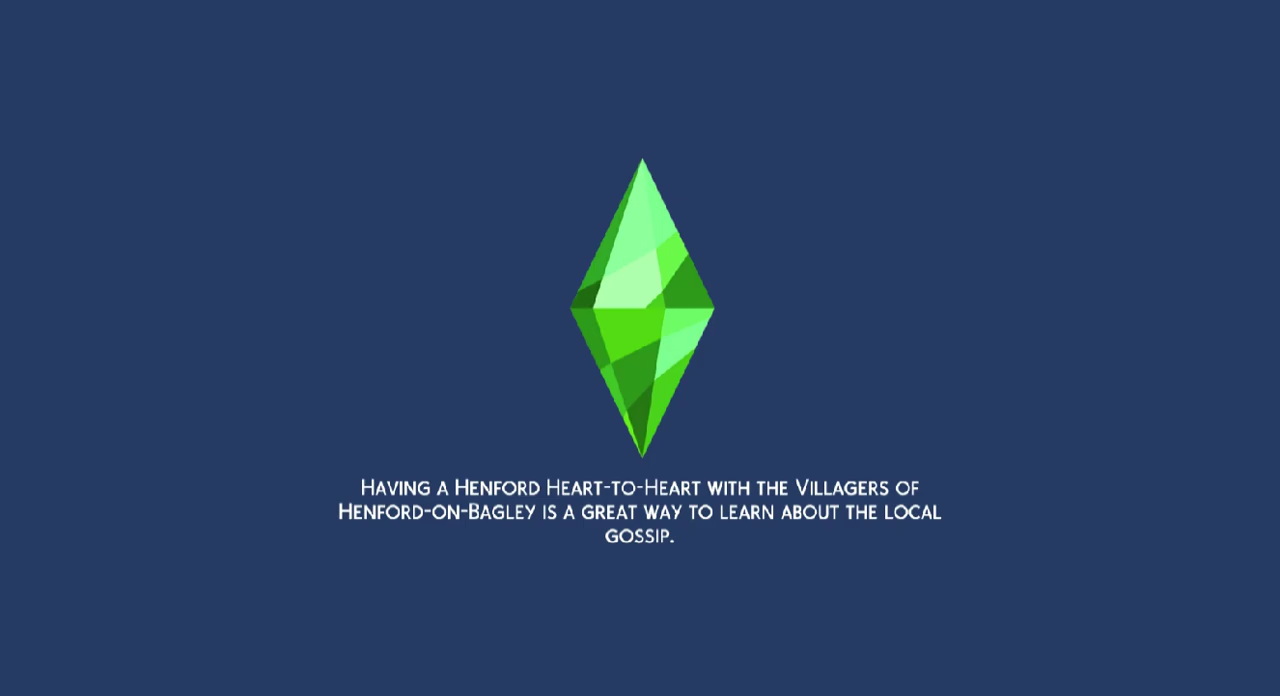 Having a Henford Heart-to-Heart with the Villagers of
Henford-on-Bagley is a great way to learn about the local
gossip.